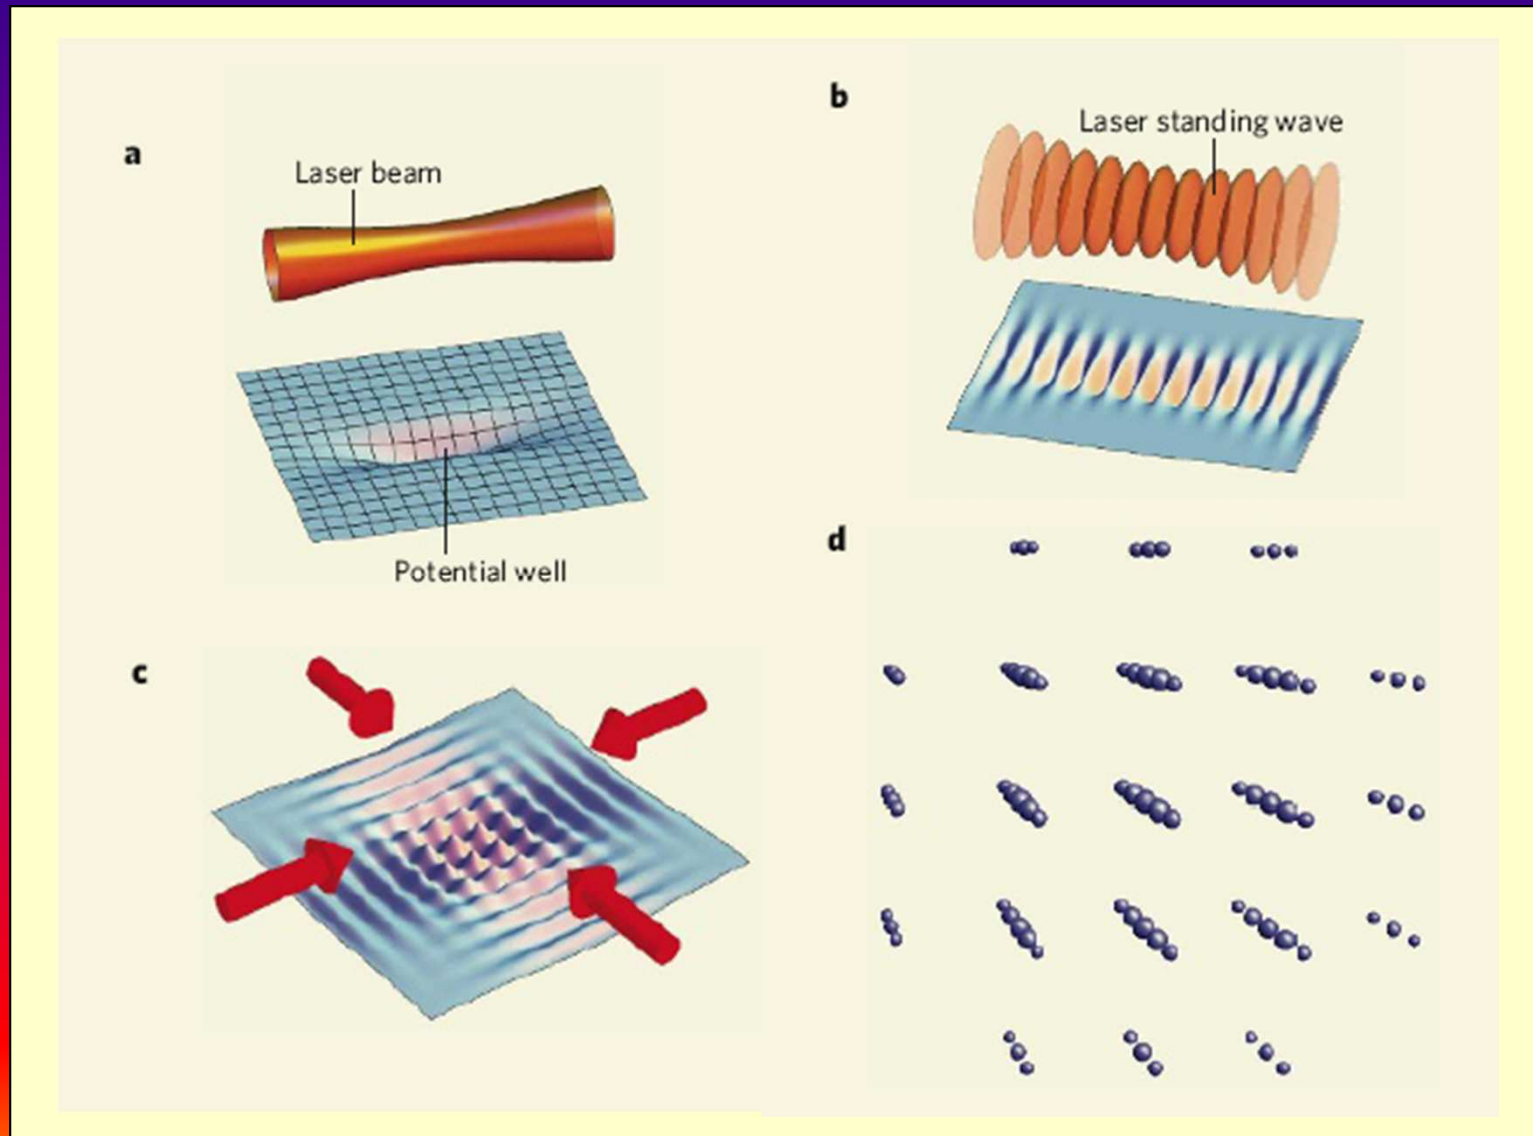 a
Laser beam
Potential well
b
Laser standing wave
c
d